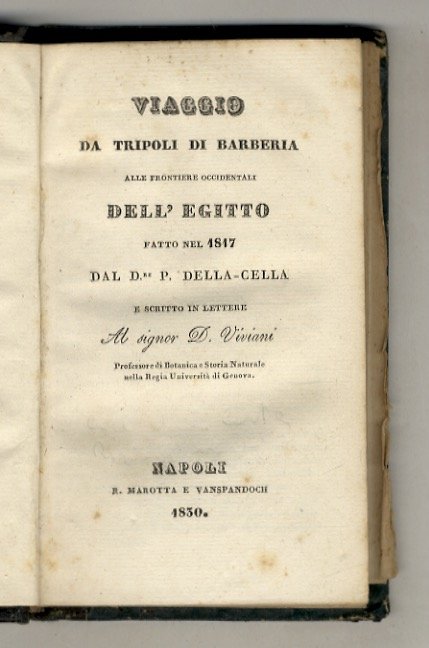 VIAGGIO
DA TRIPOLI DI BARBERIA
ALLE FRONTIERE OCCIDENTALI
DELL' EGITTO
FATTO NEL 1817
DAL D.RE P. DELLA-CELLA
E SCRITTO IN LETTERE
Al signor D. Viviani
Professore di Botanica e Storia Naturale
nella Regia Università di Genova.
NAPOLI
R. MAROTTA E VANSPANDOCH
1830.